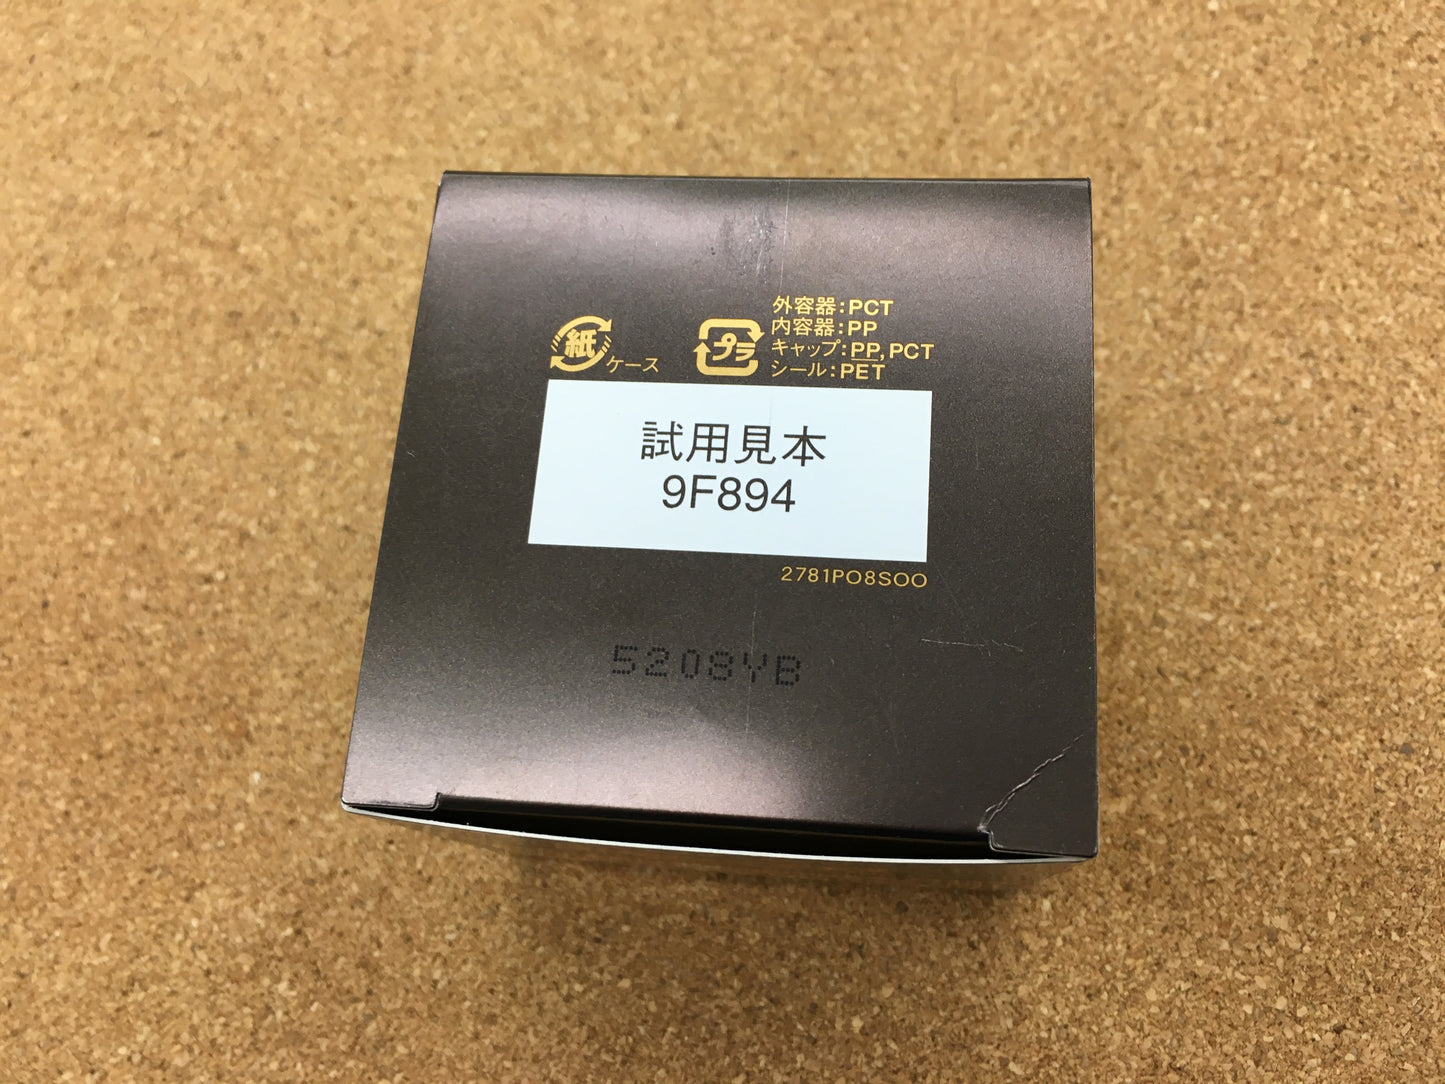 外容器:PCT
内容器:PP
キャップ:PP, PCT
シール:PET
紙
ケース
プラ
試用見本
9F894
2781PO8SOO
5208YB